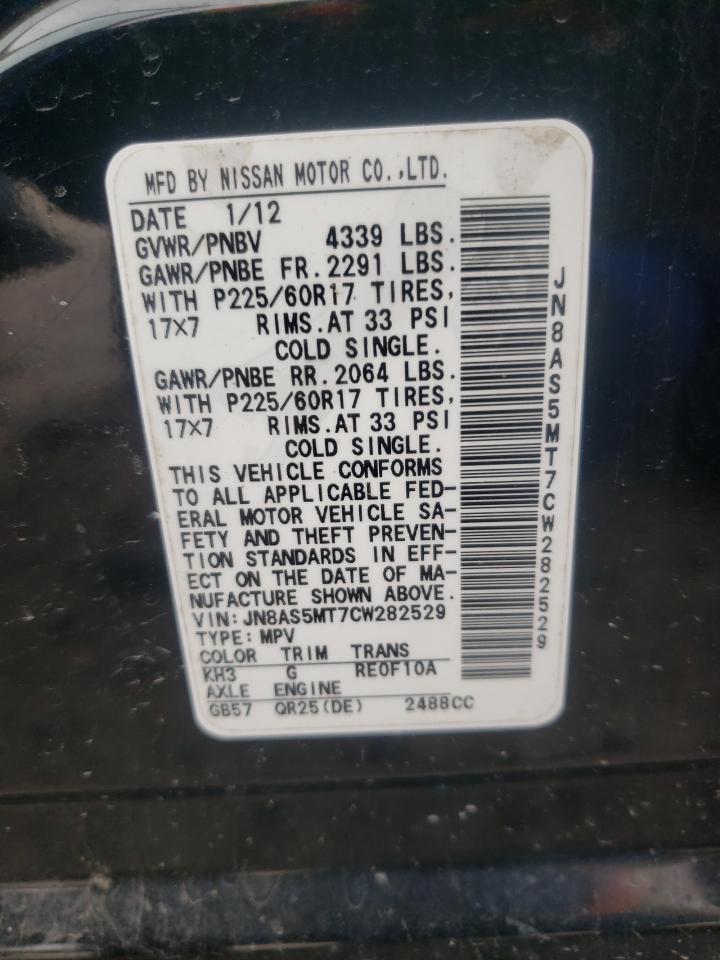 MFD BY NISSAN MOTOR CO.,LTD.
DATE 1/12
GVWR/PNBV 4339 LBS.
GAWR/PNBE FR. 2291 LBS.
WITH P225/60R17 TIRES,
17X7 RIMS. AT 33 PSI
COLD SINGLE.
GAWR/PNBE RR. 2064 LBS.
WITH P225/60R17 TIRES,
17X7 RIMS. AT 33 PSI
COLD SINGLE.
THIS VEHICLE CONFORMS
TO ALL APPLICABLE FED-
ERAL MOTOR VEHICLE SA-
FETY AND THEFT PREVEN-
TION STANDARDS IN EFF-
ECT ON THE DATE OF MA-
NUFACTURE SHOWN ABOVE.
VIN: JN8AS5MT7CW282529
TYPE: MPV
COLOR TRIM TRANS
KH3 G RE0F10A
AXLE ENGINE
GB57 QR25(DE) 2488CC
JN8AS5MT7CW282529